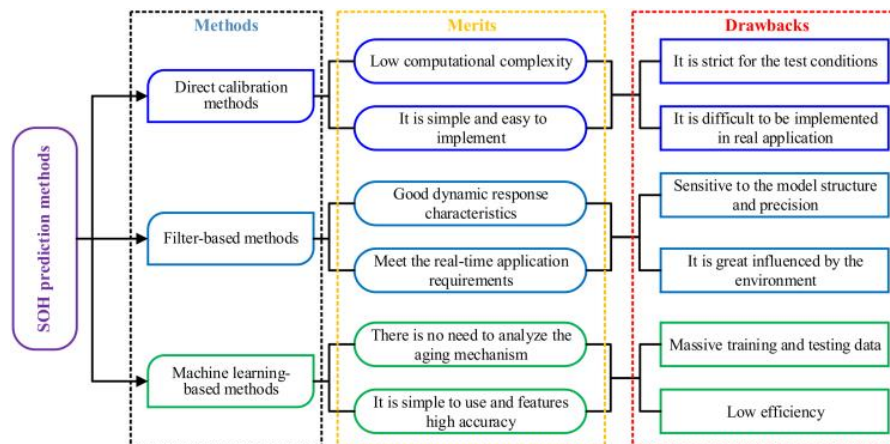 Methods
Merits
Drawbacks
SOH prediction methods
Direct calibration
methods
Low computational complexity
It is simple and easy to
implement
It is strict for the test conditions
It is difficult to be implemented
in real application
Filter-based methods
Good dynamic response
characteristics
Meet the real-time application
requirements
Sensitive to the model structure
and precision
It is great influenced by the
environment
Machine learning-
based methods
There is no need to analyze the
aging mechanism
It is simple to use and features
high accuracy
Massive training and testing data
Low efficiency